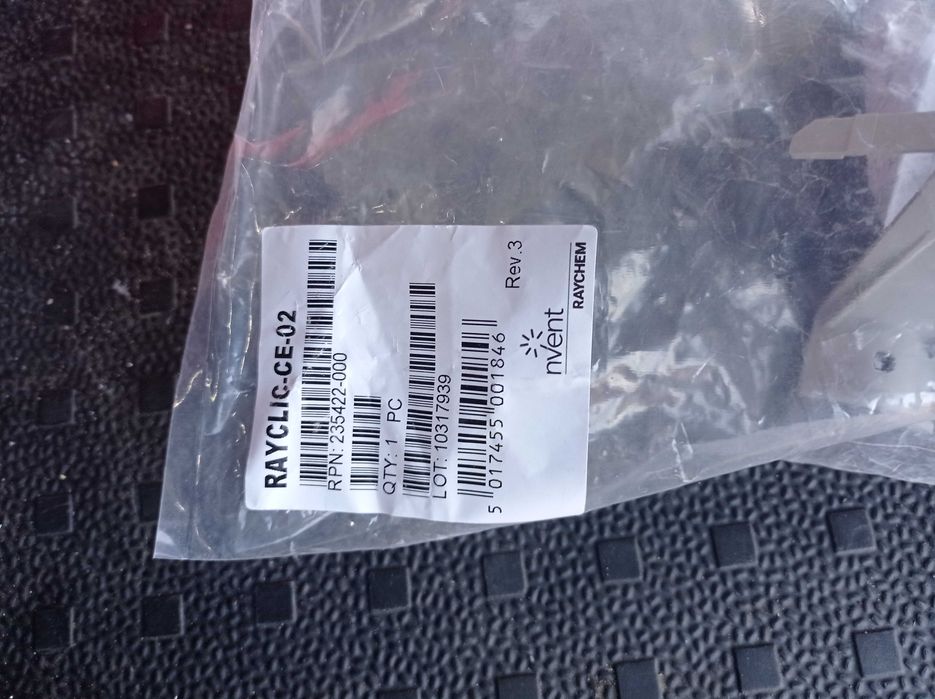 RAYCLIC-CE-02
RPN: 235422-000
QTY: 1 PC
LOT: 10317939
5 017455 001846
Rev.3
nVent
RAYCHEM